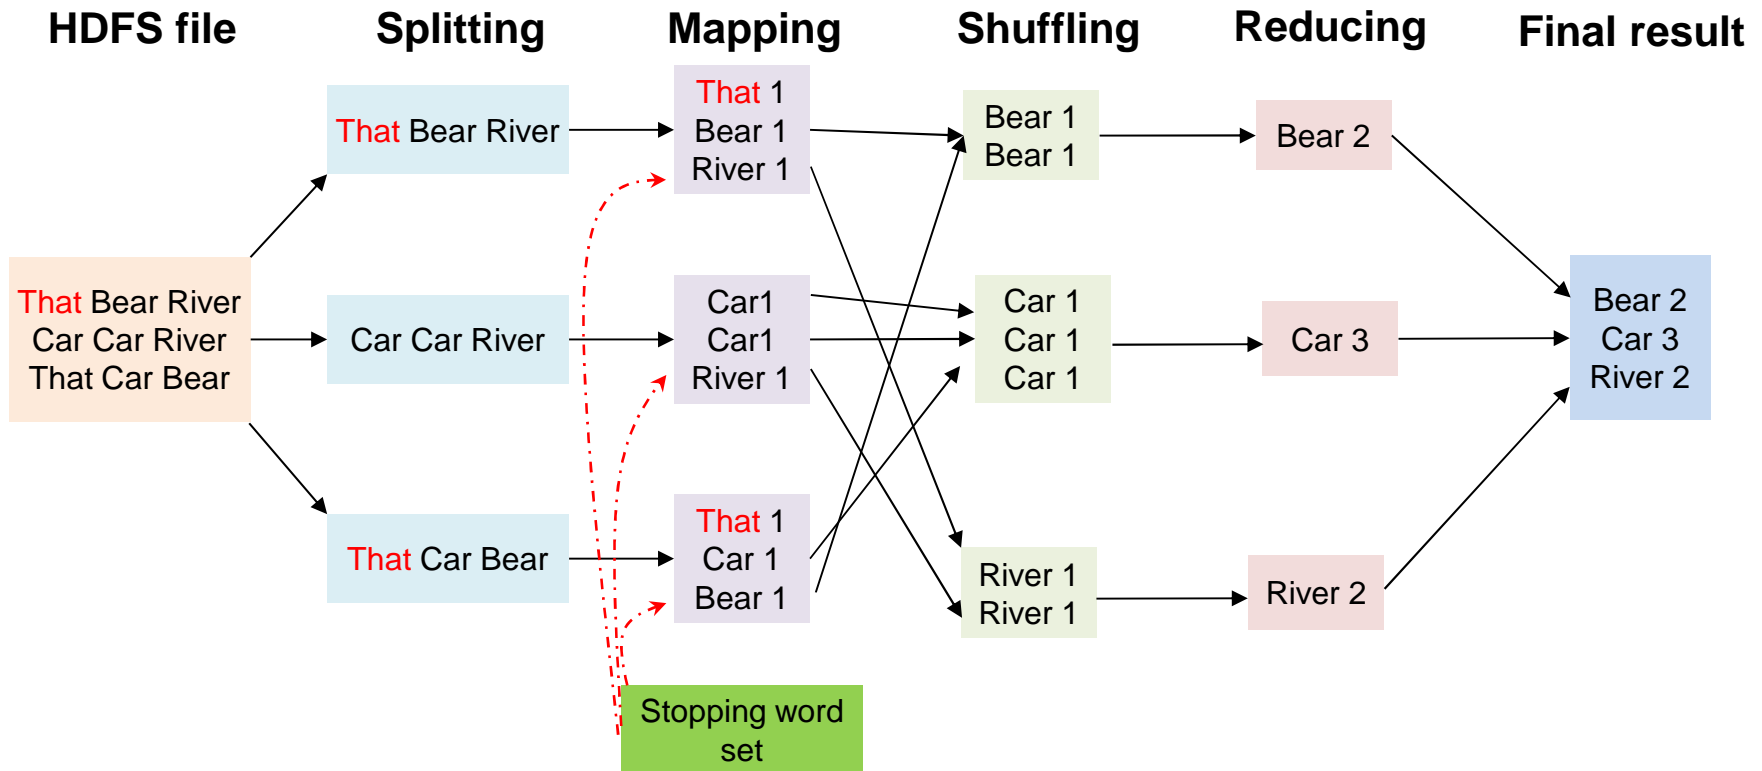 HDFS file
Splitting
Mapping
Shuffling
Reducing
Final result
That Bear River
Car Car River
That Car Bear
That Bear River
Car Car River
That Car Bear
That 1
Bear 1
River 1
Car1
Car1
River 1
That 1
Car 1
Bear 1
Stopping word
set
Bear 1
Bear 1
Car 1
Car 1
Car 1
River 1
River 1
Bear 2
Car 3
River 2
Bear 2
Car 3
River 2